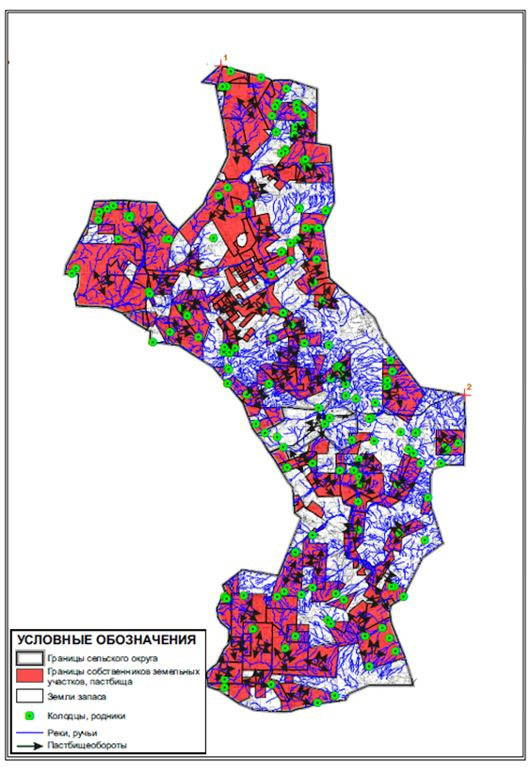 1
2
УСЛОВНЫЕ ОБОЗНАЧЕНИЯ
Границы сельского округа
Границы собственников земельных
участков, пастбища
Земли запаса
Колодцы, родники
Реки, ручьи
Пастбищеобороты